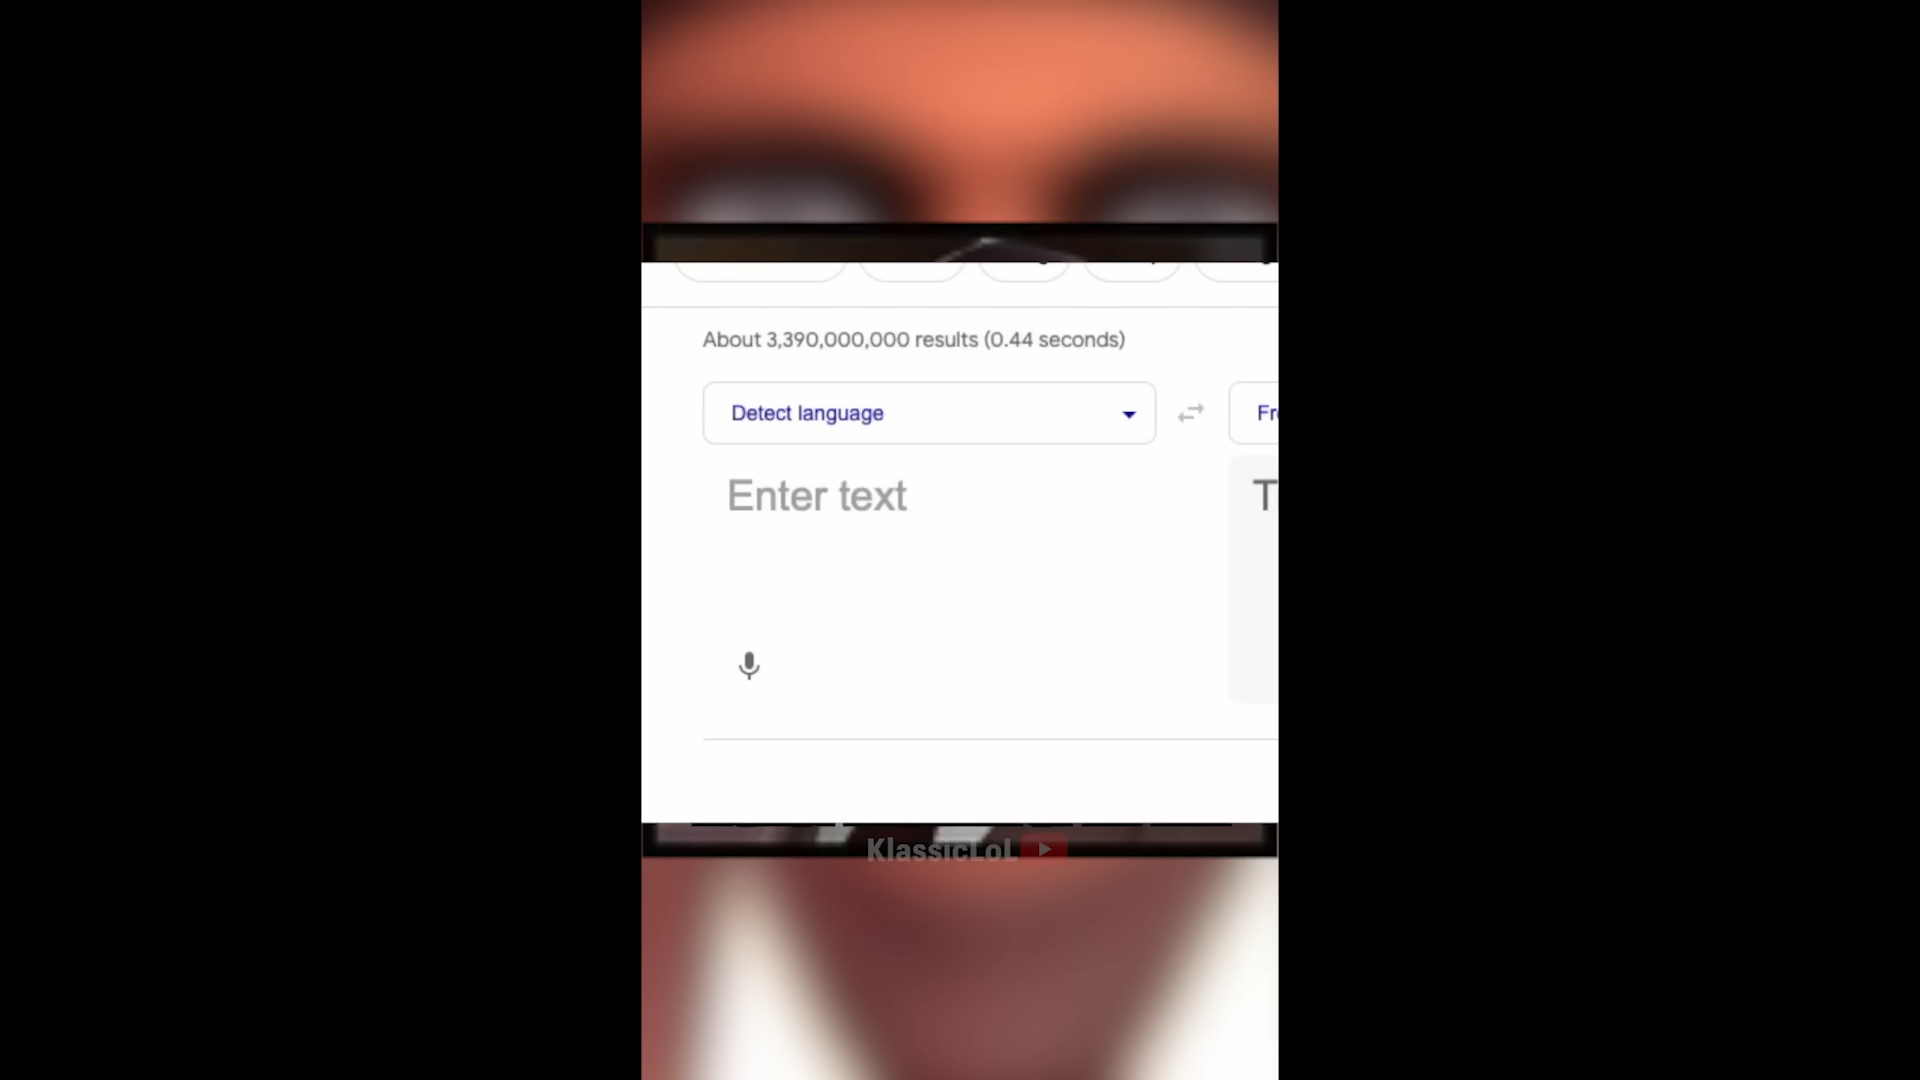 About 3,390,000,000 results (0.44 seconds)
Detect language
Enter text
KlassicLoL